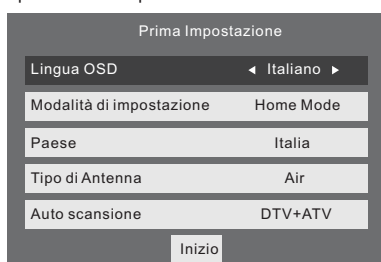 Prima Impostazione
Lingua OSD ◄ Italiano ►
Modalità di impostazione Home Mode
Paese Italia
Tipo di Antenna Air
Auto scansione DTV+ATV
Inizio